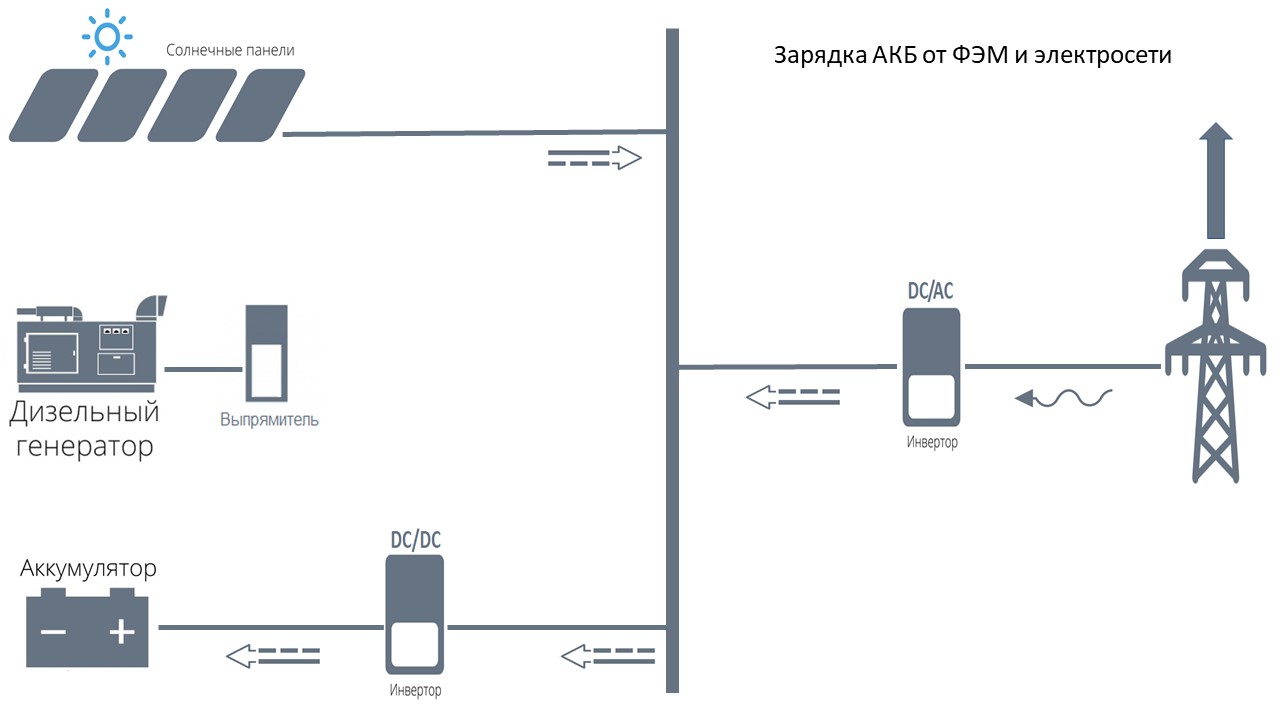 Солнечные панели
Зарядка АКБ от ФЭМ и электросети
DC/AC
Инвертор
Дизельный
генератор
Выпрямитель
DC/DC
Аккумулятор
− +
Инвертор